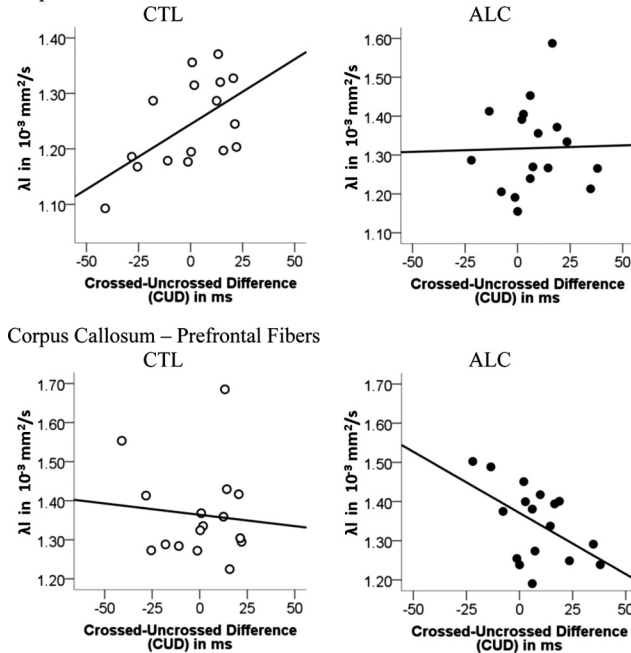 CTL ALC
1.40
1.30
1.20
1.10
λl in 10⁻³ mm²/s
-50 -25 0 25 50
Crossed-Uncrossed Difference
(CUD) in ms
1.60
1.50
1.40
1.30
1.20
1.10
λl in 10⁻³ mm²/s
-50 -25 0 25 50
Crossed-Uncrossed Difference
(CUD) in ms
Corpus Callosum – Prefrontal Fibers
CTL ALC
1.70
1.60
1.50
1.40
1.30
1.20
λl in 10⁻³ mm²/s
-50 -25 0 25 50
Crossed-Uncrossed Difference
(CUD) in ms
1.70
1.60
1.50
1.40
1.30
1.20
λl in 10⁻³ mm²/s
-50 -25 0 25 50
Crossed-Uncrossed Difference
(CUD) in ms